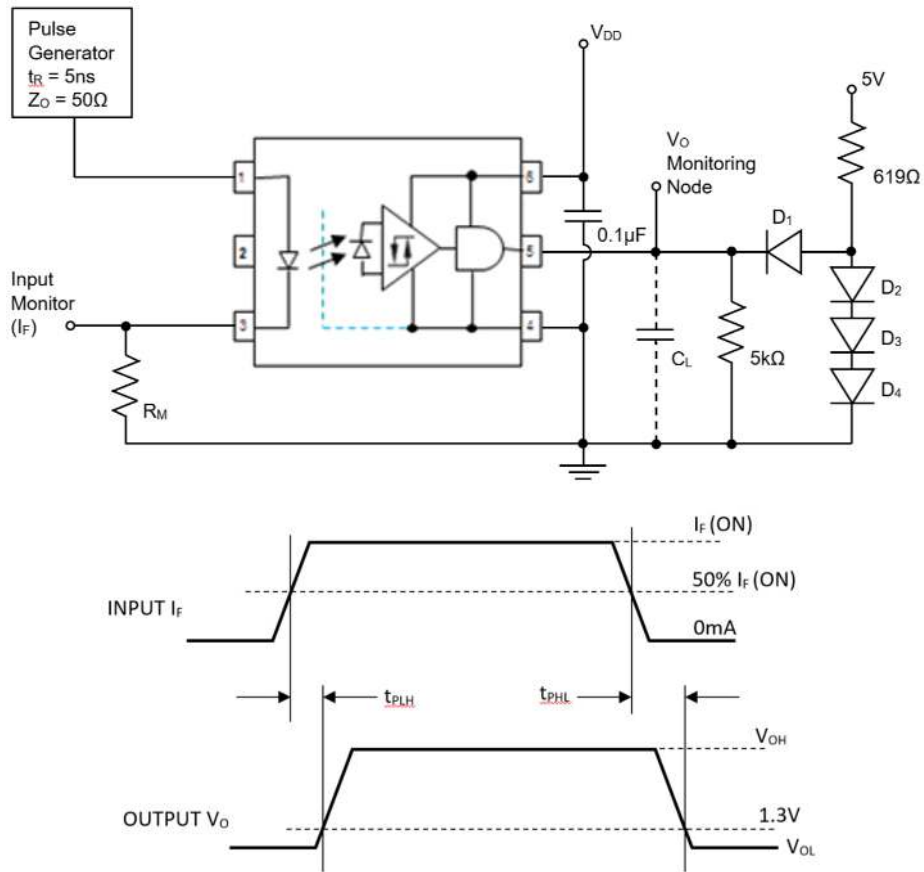 Pulse
Generator
tR = 5ns
ZO = 50Ω
VDD
5V
VO
Monitoring
Node
619Ω
D1
0.1µF
1
6
2
5
3
4
Input
Monitor
(IF)
D2
D3
D4
5kΩ
CL
RM
IF (ON)
50% IF (ON)
INPUT IF
0mA
tPLH
tPHL
VOH
OUTPUT VO
1.3V
VOL